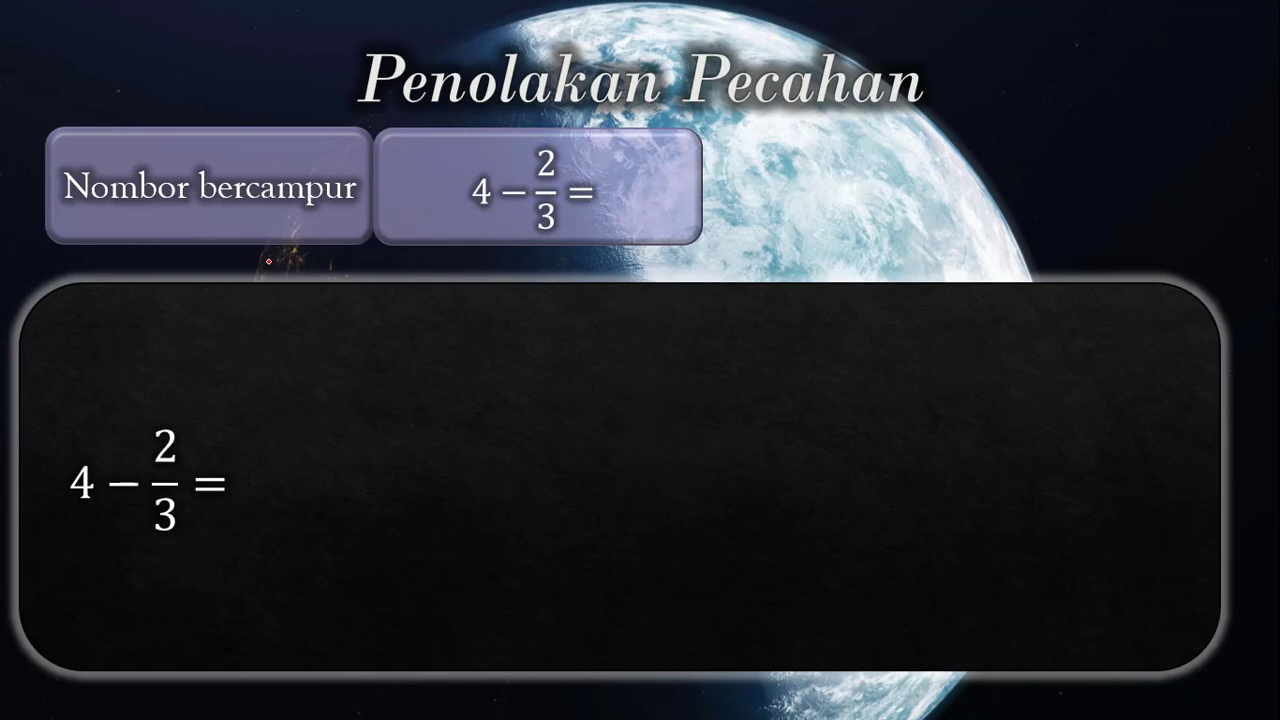 Penolakan Pecahan
Nombor bercampur
4 − 2/3 =
4 − 2/3 =